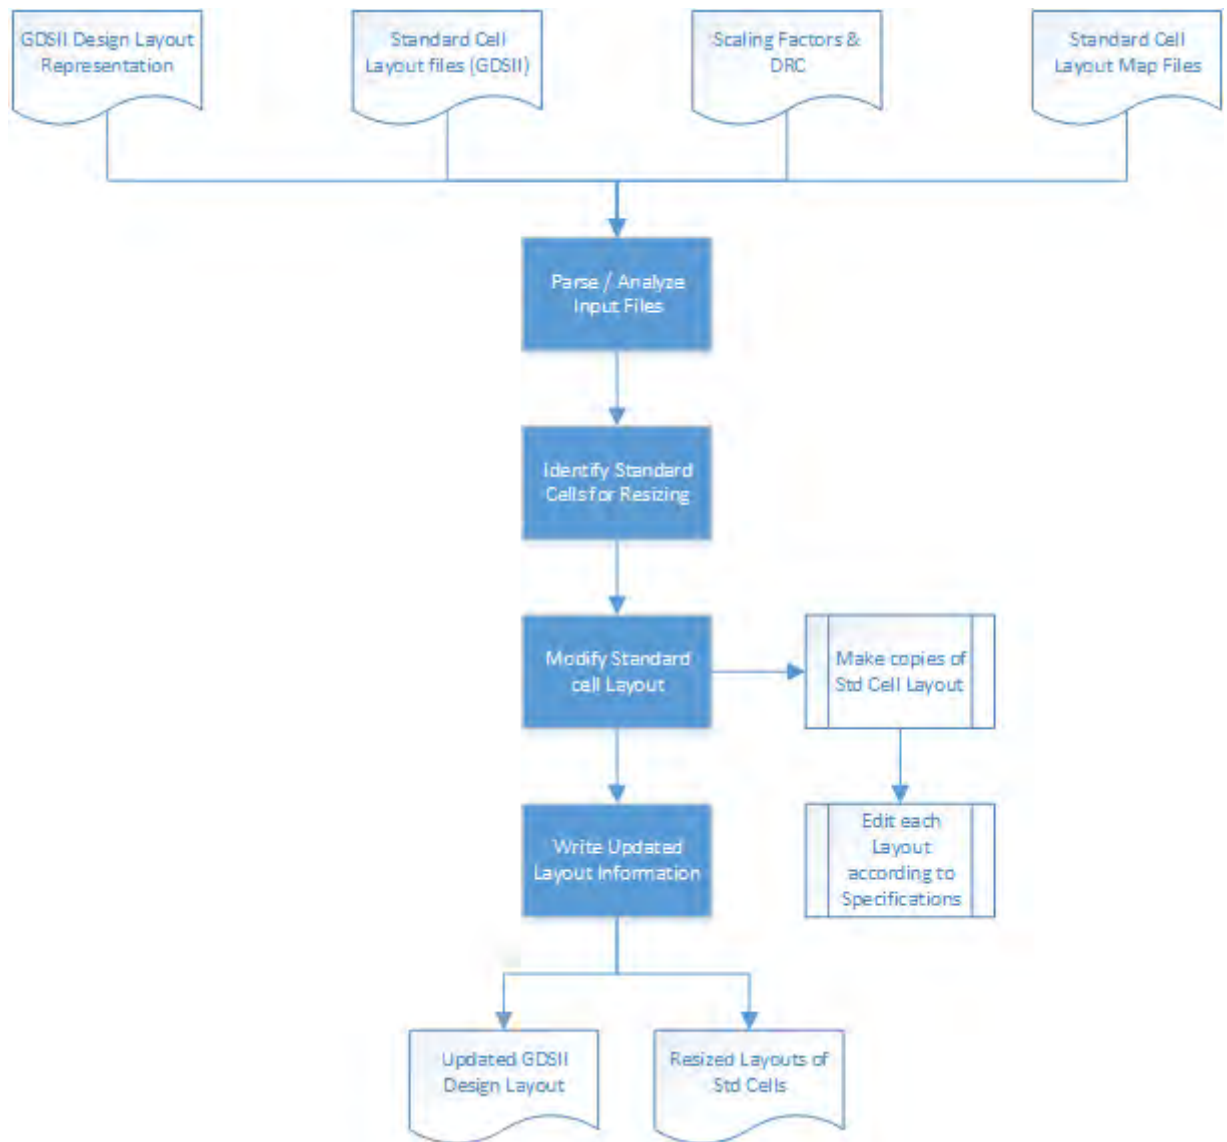 GDSII Design Layout
Representation
Standard Cell
Layout files (GDSII)
Scaling Factors &
DRC
Standard Cell
Layout Map Files
Parse / Analyze
Input Files
Identify Standard
Cells for Resizing
Modify Standard
cell Layout
Make copies of
Std Cell Layout
Write Updated
Layout Information
Edit each
Layout
according to
Specifications
Updated GDSII
Design Layout
Resized Layouts of
Std Cells